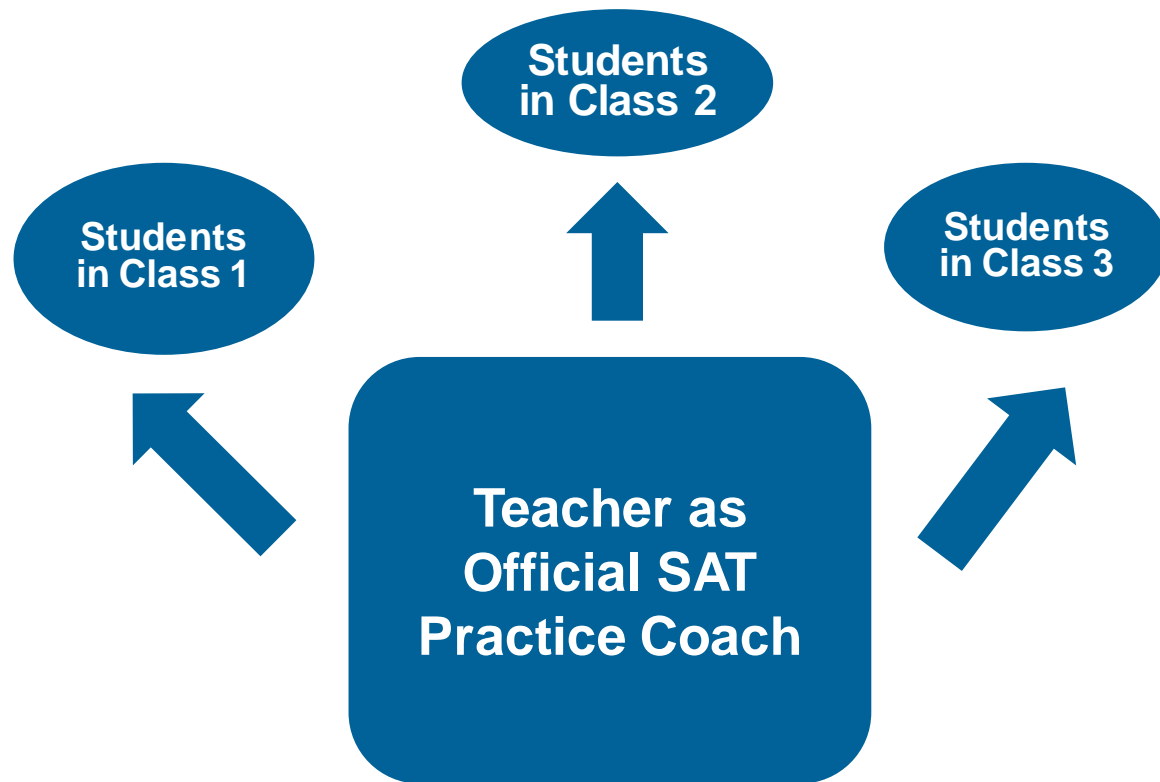 Students
in Class 2
Students
in Class 1
Students
in Class 3
Teacher as
Official SAT
Practice Coach